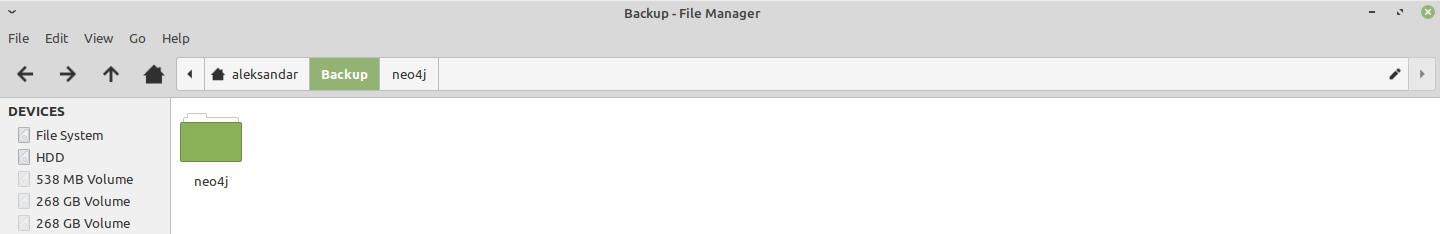 Backup - File Manager
File Edit View Go Help
aleksandar Backup neo4j
DEVICES
File System
HDD
538 MB Volume
268 GB Volume
268 GB Volume
neo4j